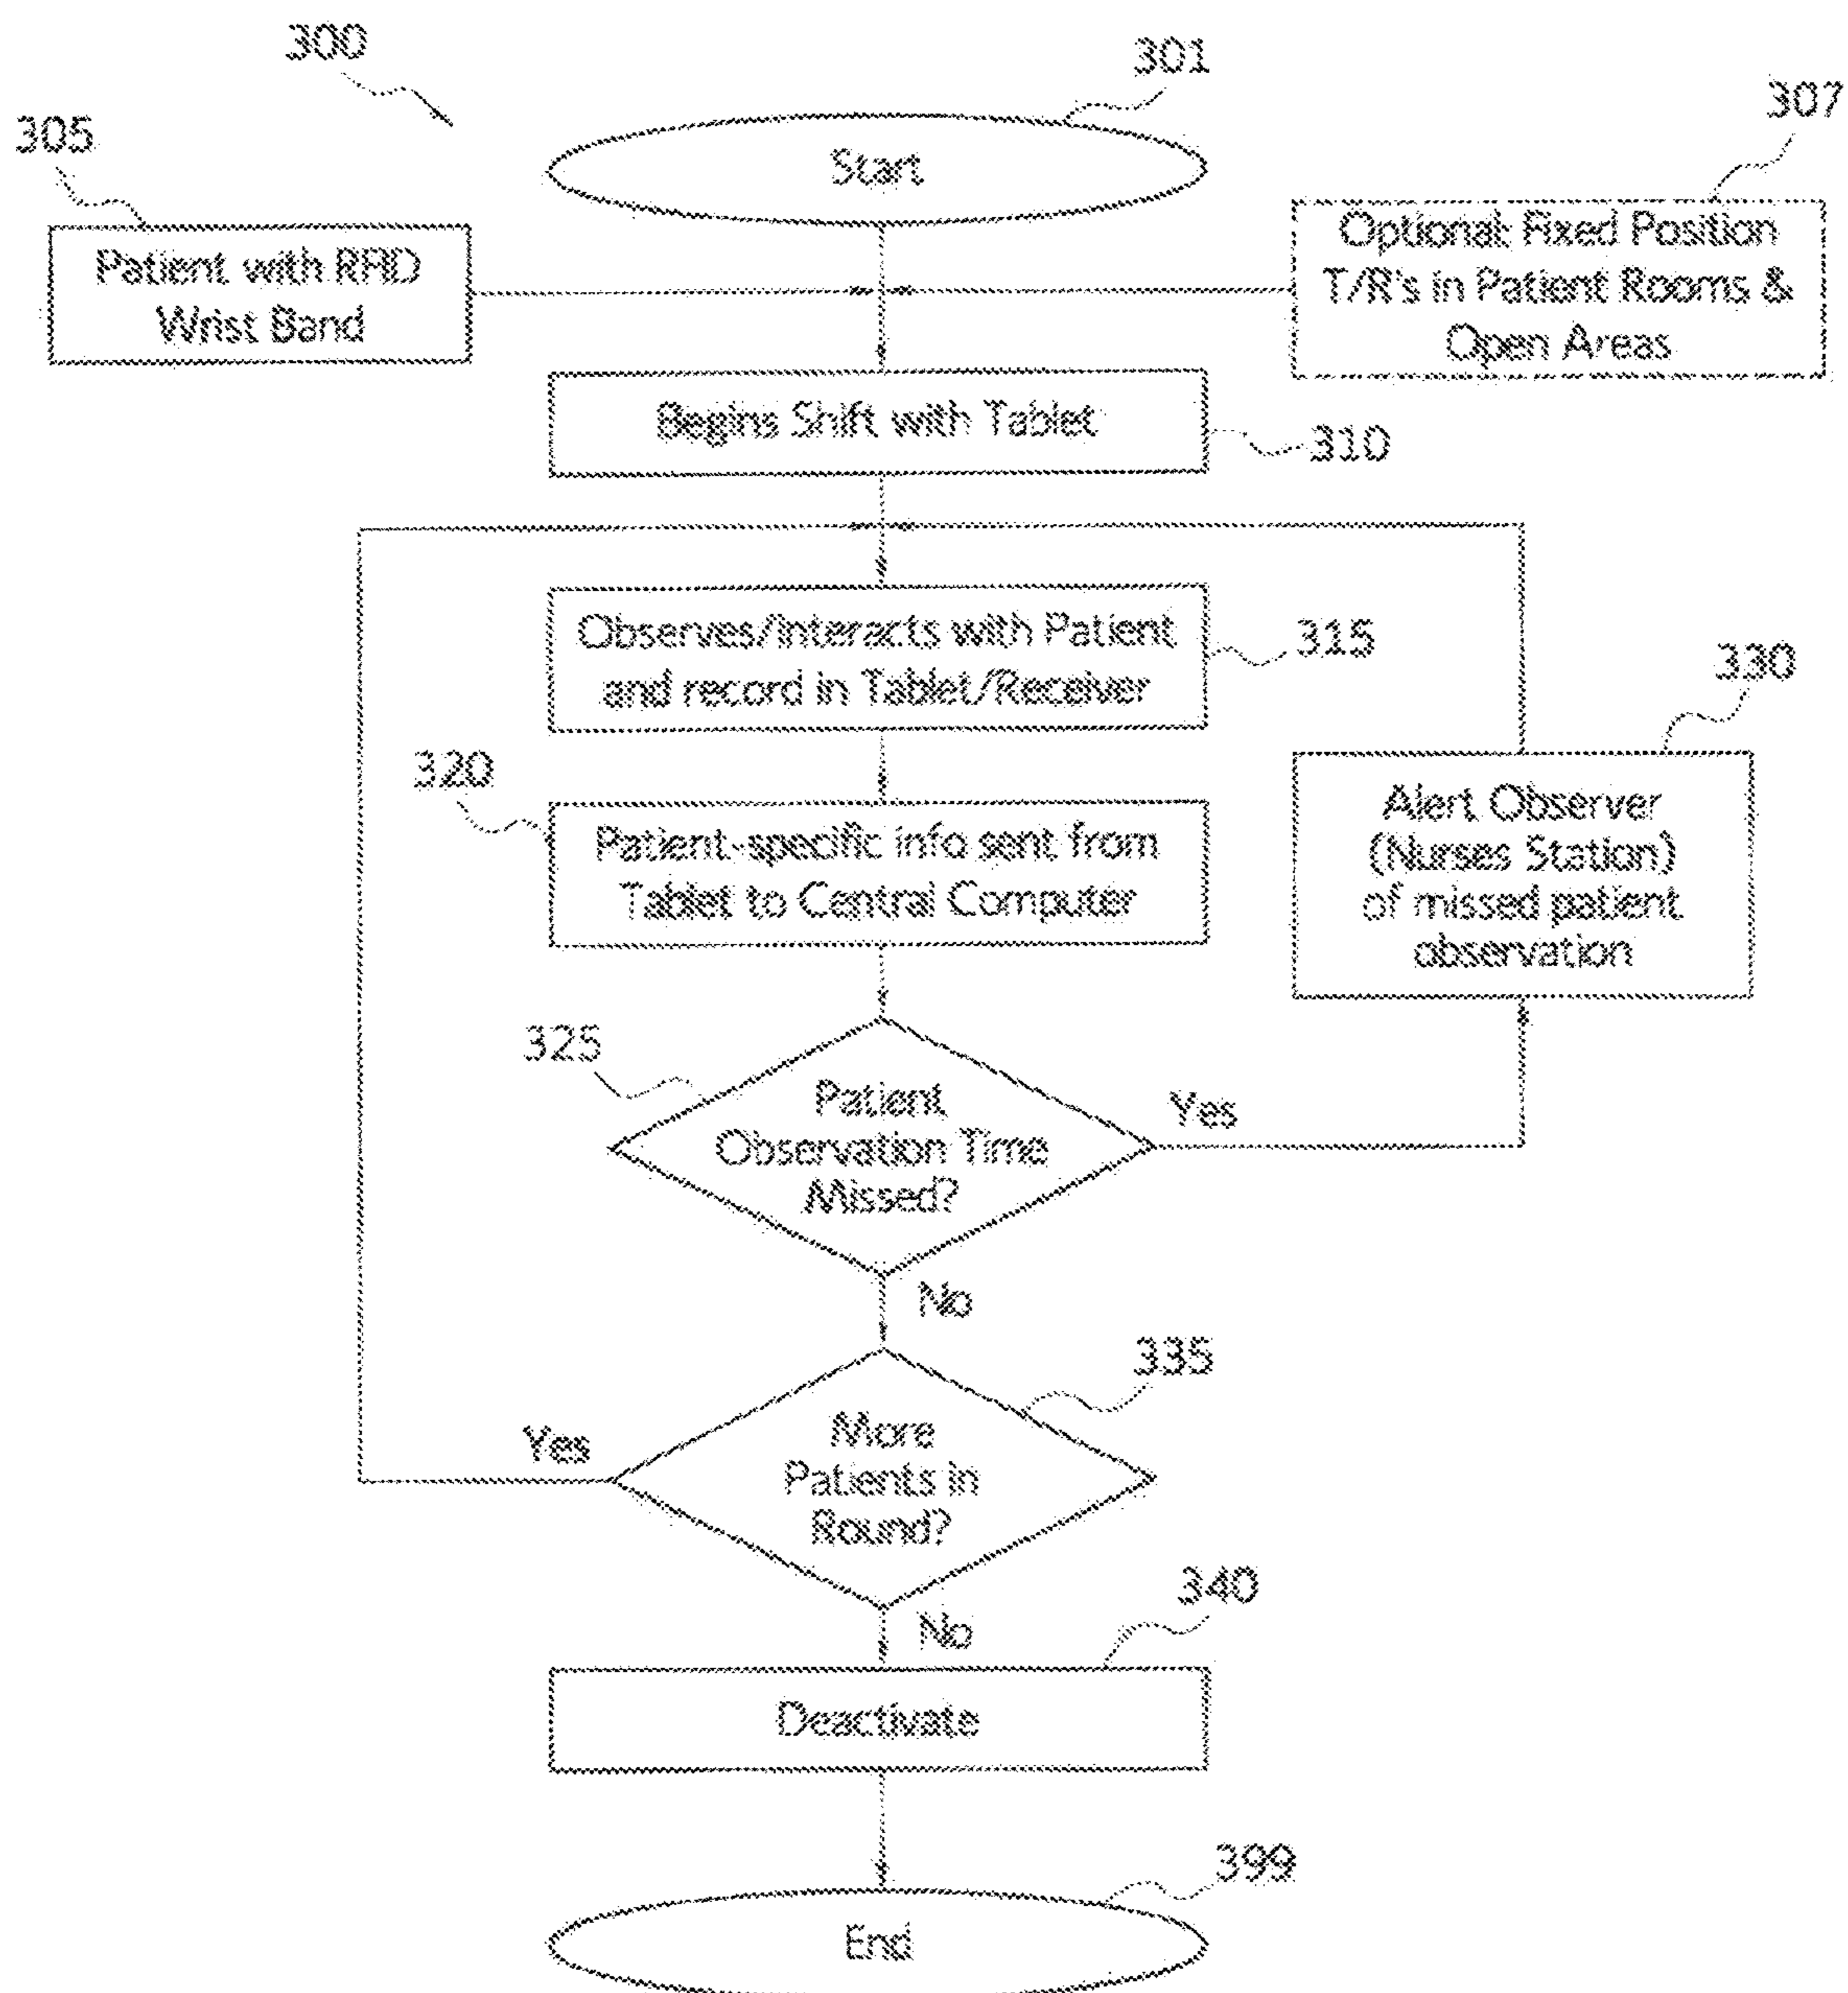 300
301
307
305
Start
Patient with RFID
Wrist Band
Optional: Fixed Position
T/R's in Patient Rooms &
Open Areas
Begins Shift with Tablet
310
Observes/Interacts with Patient
and record in Tablet/Receiver
315
330
320
Patient-specific info sent from
Tablet to Central Computer
Alert Observer
(Nurses Station)
of missed patient
observation
325
Patient
Observation Time
Missed?
Yes
No
335
More
Patients in
Round?
Yes
No
340
Deactivate
399
End